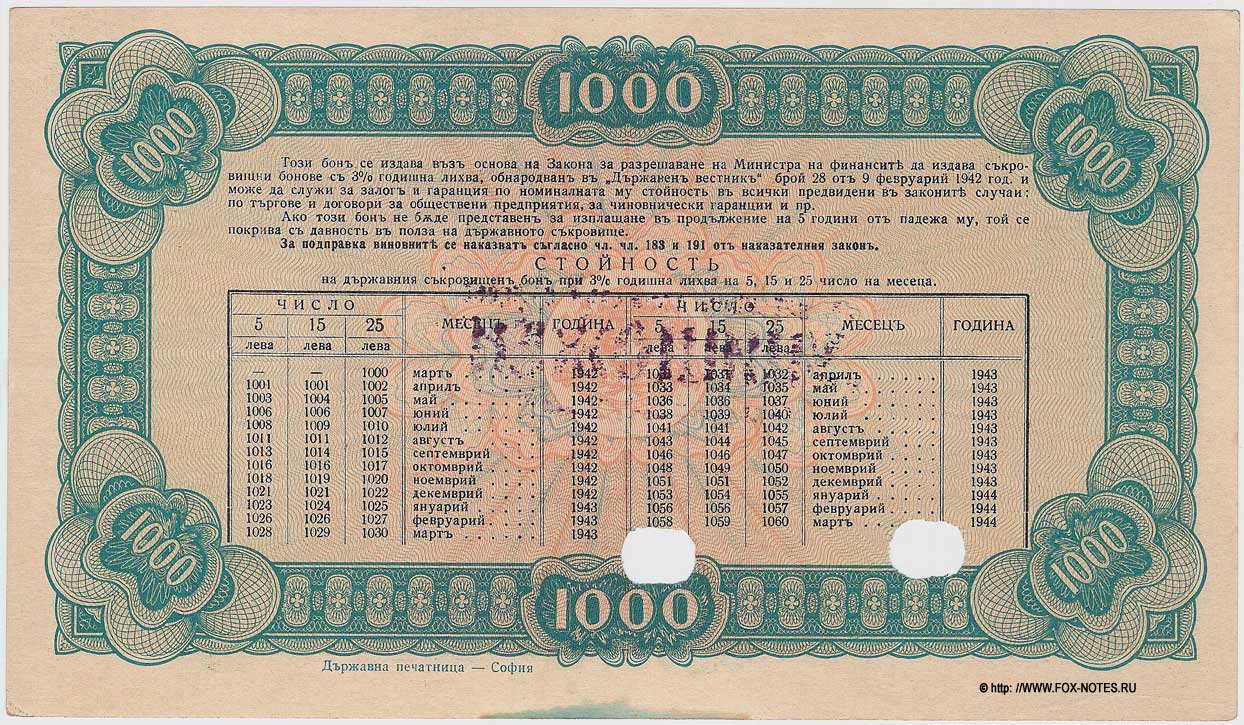 1000
1000
1000
Този бонъ се издава възъ основа на Закона за разрешаване на Министра на финанситѣ да издава съкро-
вищни бонове съ 3% годишна лихва, обнародванъ въ „Държавенъ вестникъ“ брой 28 отъ 9 февруарий 1942 год. и
може да служи за залогъ и гаранция по номиналната му стойность въ всички предвидени въ законитѣ случаи:
по търгове и договори за обществени предприятия, за чиновнически гаранции и пр.
Ако този бонъ не бѫде представенъ за изплащане въ продължение на 5 години отъ падежа му, той се
покрива съ давность въ полза на държавното съкровище.
За подправка виновнитѣ се наказватъ съгласно чл. чл. 183 и 191 отъ наказателния законъ.
СТОЙНОСТЬ
на държавния съкровищенъ бонъ при 3% годишна лихва на 5, 15 и 25 число на месеца.
ЧИСЛО МЕСЕЦЪ ГОДИНА ЧИСЛО МЕСЕЦЪ ГОДИНА
5 15 25 5 15 25
лева лева лева лева лева лева
— — 1000 мартъ 1942 1031 1031 1032 априлъ 1943
1001 1001 1002 априлъ 1942 1033 1034 1035 май 1943
1003 1004 1005 май 1942 1036 1036 1037 юний 1943
1006 1006 1007 юний 1942 1038 1039 1040 юлий 1943
1008 1009 1010 юлий 1942 1041 1041 1042 августъ 1943
1011 1011 1012 августъ 1942 1043 1044 1045 септемврий 1943
1013 1014 1015 септемврий 1942 1046 1046 1047 октомврий 1943
1016 1016 1017 октомврий 1942 1048 1049 1050 ноемврий 1943
1018 1019 1020 ноемврий 1942 1051 1051 1052 декемврий 1943
1021 1021 1022 декемврий 1942 1053 1054 1055 януарий 1944
1023 1024 1025 януарий 1943 1056 1056 1057 февруарий 1944
1026 1026 1027 февруарий 1943 1058 1059 1060 мартъ 1944
1028 1029 1030 мартъ 1943
1000
1000
1000
Държавна печатница — София
© http: //WWW.FOX-NOTES.RU